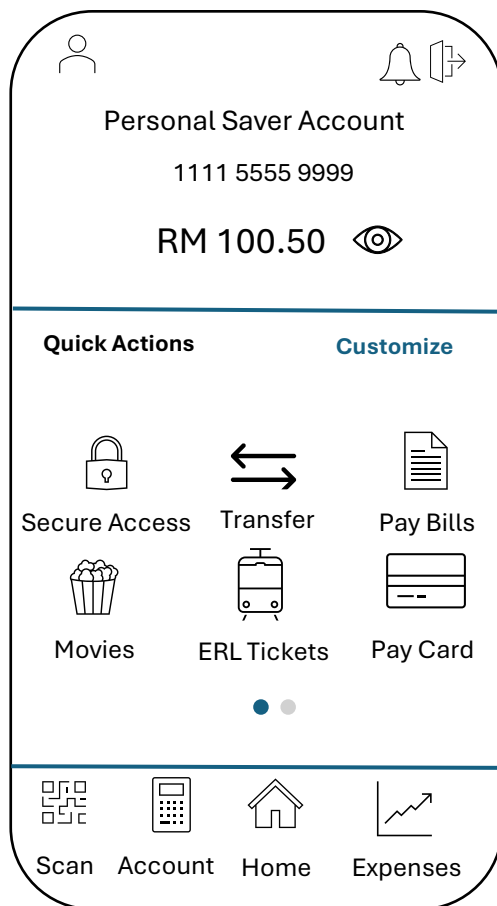 Personal Saver Account
1111 5555 9999
RM 100.50
Quick Actions Customize
Secure Access Transfer Pay Bills
Movies ERL Tickets Pay Card
Scan Account Home Expenses